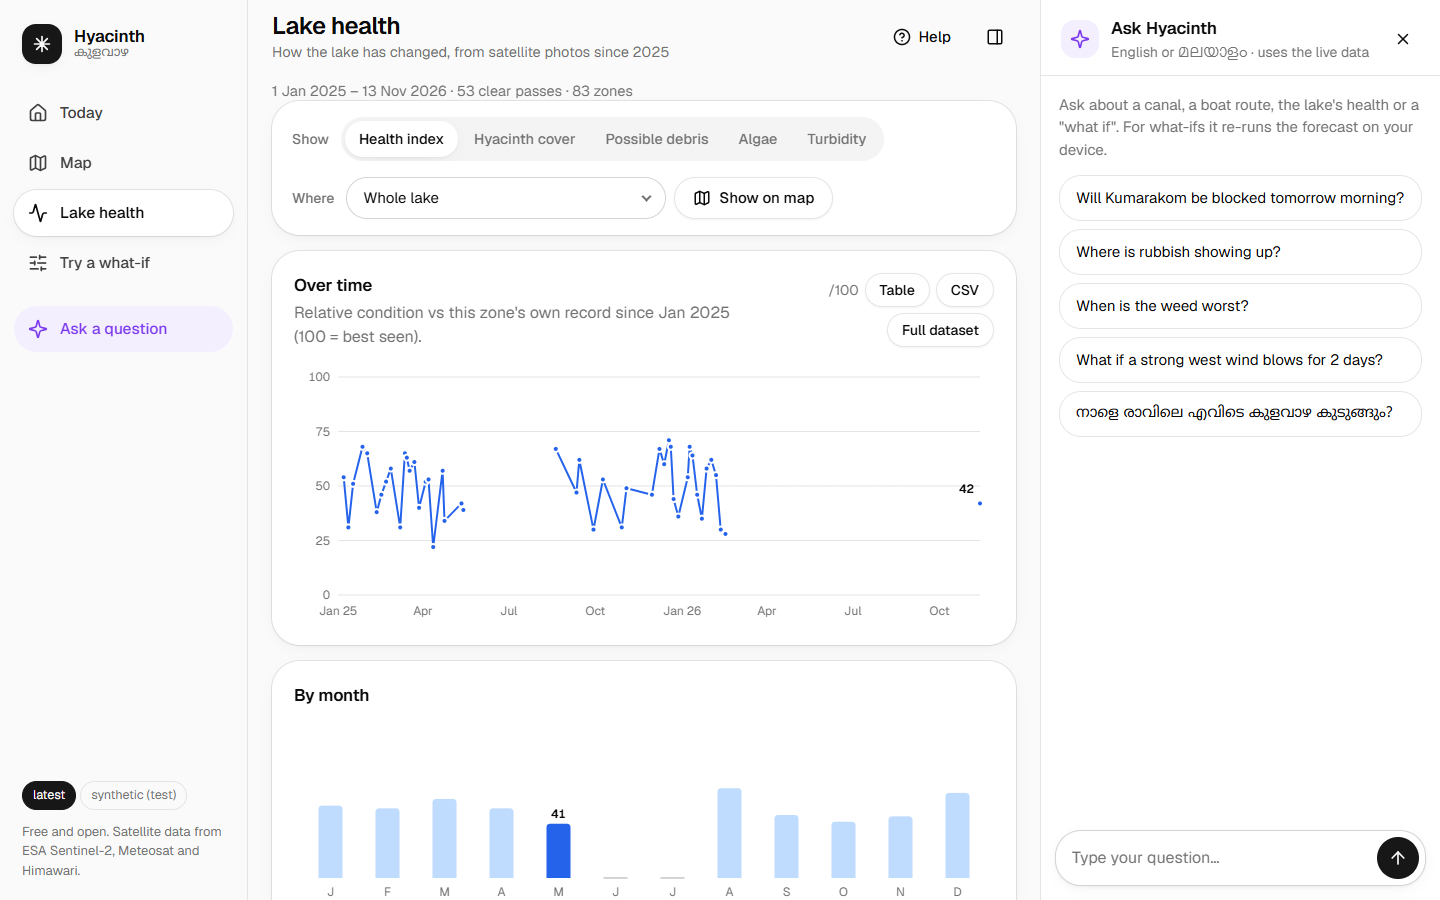 Hyacinth
കുളവാഴ
Today
Map
Lake health
Try a what-if
Ask a question
latest
synthetic (test)
Free and open. Satellite data from
ESA Sentinel-2, Meteosat and
Himawari.
Lake health
How the lake has changed, from satellite photos since 2025
Help
1 Jan 2025 – 13 Nov 2026 · 53 clear passes · 83 zones
Show
Health index
Hyacinth cover
Possible debris
Algae
Turbidity
Where
Whole lake
Show on map
Over time
Relative condition vs this zone's own record since Jan 2025
(100 = best seen).
/100
Table
CSV
Full dataset
100
75
50
25
0
42
Jan 25
Apr
Jul
Oct
Jan 26
Apr
Jul
Oct
By month
41
J
F
M
A
M
J
J
A
S
O
N
D
Ask Hyacinth
English or മലയാളം · uses the live data
Ask about a canal, a boat route, the lake's health or a
"what if". For what-ifs it re-runs the forecast on your
device.
Will Kumarakom be blocked tomorrow morning?
Where is rubbish showing up?
When is the weed worst?
What if a strong west wind blows for 2 days?
നാളെ രാവിലെ എവിടെ കുളവാഴ കുടുങ്ങും?
Type your question...